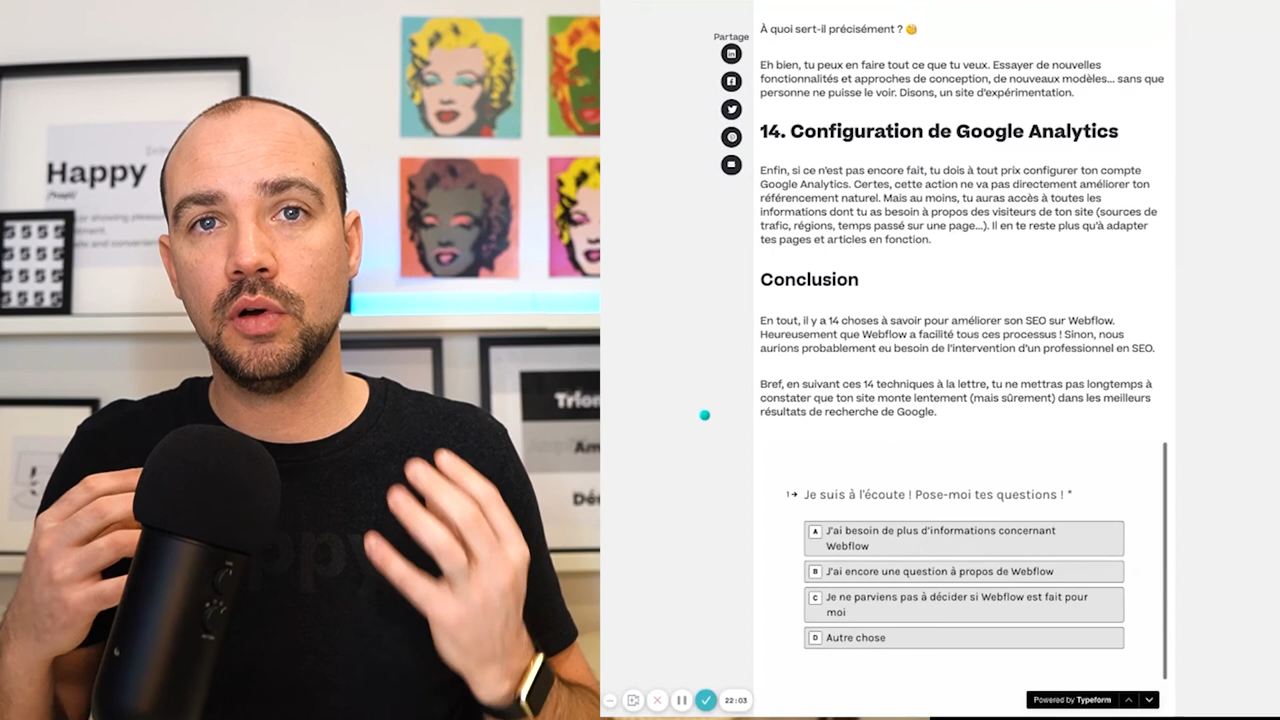 Happy
Partage
À quoi sert-il précisément ? 🧐
Eh bien, tu peux en faire tout ce que tu veux. Essayer de nouvelles
fonctionnalités et approches de conception, de nouveaux modèles... sans que
personne ne puisse le voir. Disons, un site d'expérimentation.
14. Configuration de Google Analytics
Enfin, si ce n'est pas encore fait, tu dois à tout prix configurer ton compte
Google Analytics. Certes, cette action ne va pas directement améliorer ton
référencement naturel. Mais au moins, tu auras accès à toutes les
informations dont tu as besoin à propos des visiteurs de ton site (sources de
trafic, régions, temps passé sur une page...). Il en te reste plus qu'à adapter
tes pages et articles en fonction.
Conclusion
En tout, il y a 14 choses à savoir pour améliorer son SEO sur Webflow.
Heureusement que Webflow a facilité tous ces processus ! Sinon, nous
aurions probablement eu besoin de l'intervention d'un professionnel en SEO.
Bref, en suivant ces 14 techniques à la lettre, tu ne mettras pas longtemps à
constater que ton site monte lentement (mais sûrement) dans les meilleurs
résultats de recherche de Google.
1→ Je suis à l'écoute ! Pose-moi tes questions ! *
A J'ai besoin de plus d'informations concernant
Webflow
B J'ai encore une question à propos de Webflow
C Je ne parviens pas à décider si Webflow est fait pour
moi
D Autre chose
22:03
Powered by Typeform